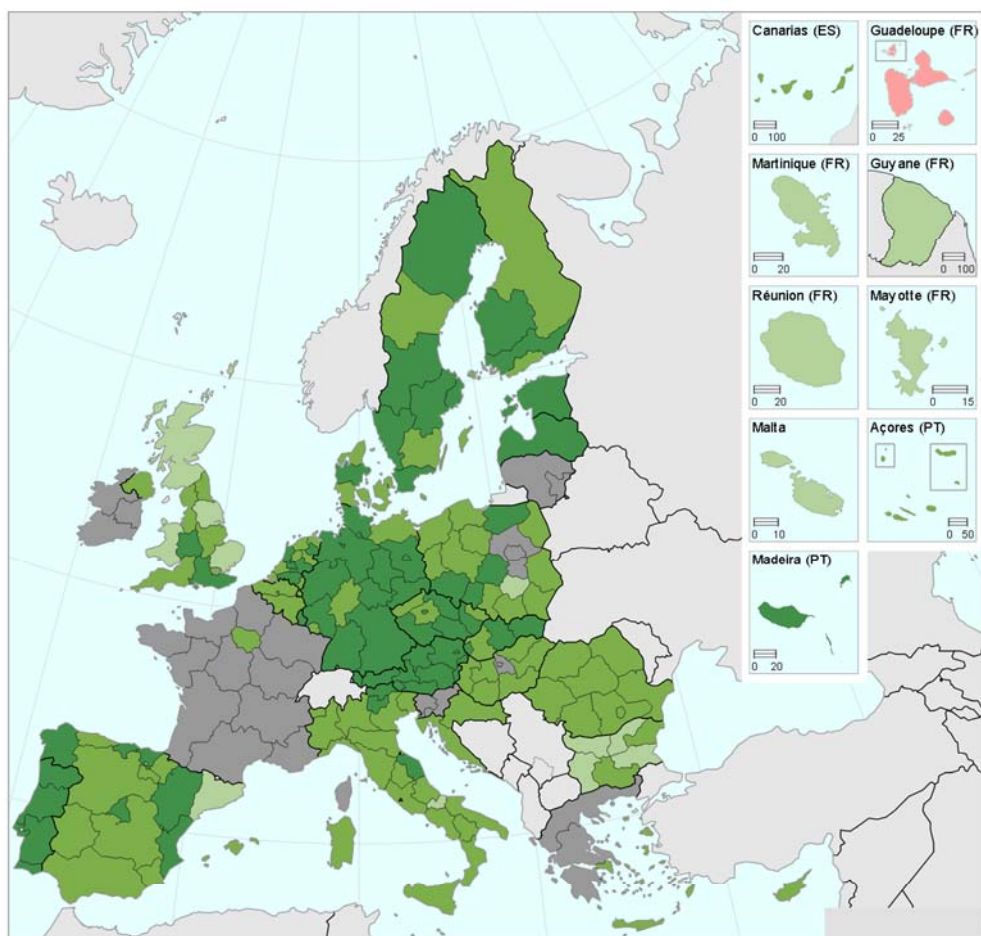 Canarias (ES)
0 100
Guadeloupe (FR)
0 25
Martinique (FR)
0 20
Guyane (FR)
0 100
Réunion (FR)
0 20
Mayotte (FR)
0 15
Malta
0 10
Açores (PT)
0 50
Madeira (PT)
0 20